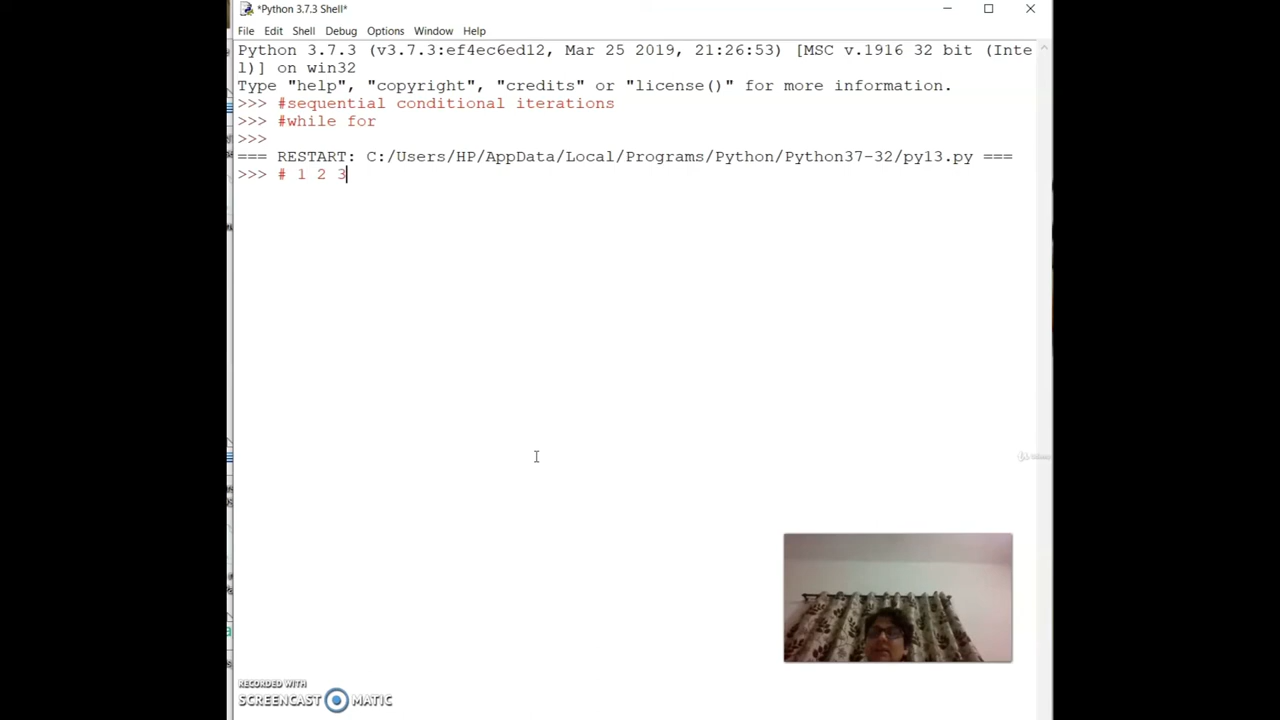 *Python 3.7.3 Shell*
File Edit Shell Debug Options Window Help
Python 3.7.3 (v3.7.3:ef4ec6ed12, Mar 25 2019, 21:26:53) [MSC v.1916 32 bit (Inte
l)] on win32
Type "help", "copyright", "credits" or "license()" for more information.
>>> #sequential conditional iterations
>>> #while for
>>>
=== RESTART: C:/Users/HP/AppData/Local/Programs/Python/Python37-32/py13.py ===
>>> # 1 2 3
RECORDED WITH
SCREENCAST MATIC